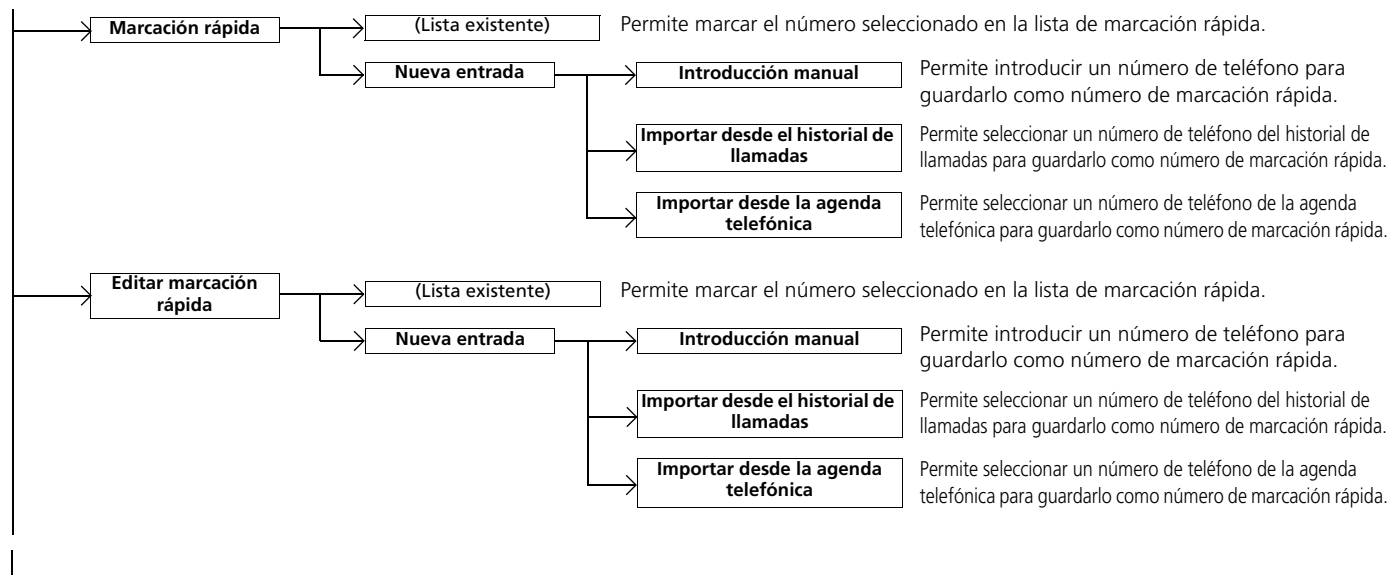 Marcación rápida
(Lista existente)
Permite marcar el número seleccionado en la lista de marcación rápida.
Nueva entrada
Introducción manual
Permite introducir un número de teléfono para
guardarlo como número de marcación rápida.
Importar desde el historial de
llamadas
Permite seleccionar un número de teléfono del historial de
llamadas para guardarlo como número de marcación rápida.
Importar desde la agenda
telefónica
Permite seleccionar un número de teléfono de la agenda
telefónica para guardarlo como número de marcación rápida.
Editar marcación
rápida
(Lista existente)
Permite marcar el número seleccionado en la lista de marcación rápida.
Nueva entrada
Introducción manual
Permite introducir un número de teléfono para
guardarlo como número de marcación rápida.
Importar desde el historial de
llamadas
Permite seleccionar un número de teléfono del historial de
llamadas para guardarlo como número de marcación rápida.
Importar desde la agenda
telefónica
Permite seleccionar un número de teléfono de la agenda
telefónica para guardarlo como número de marcación rápida.